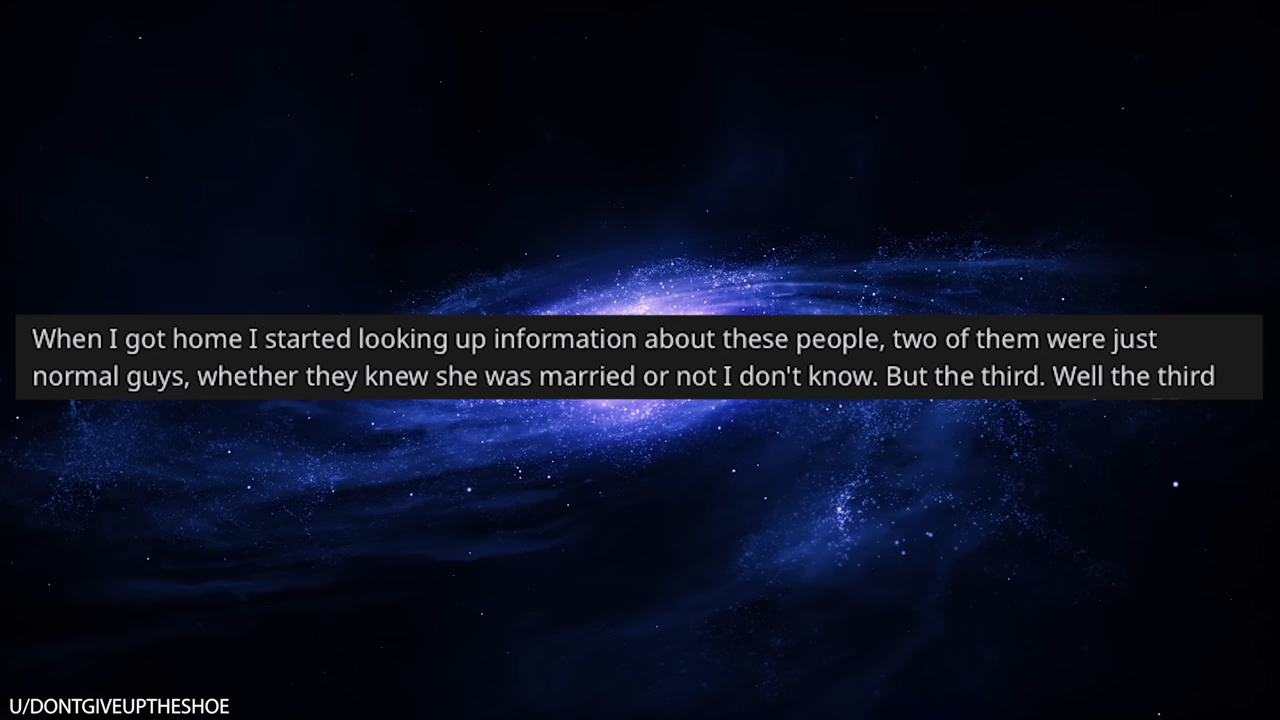 When I got home I started looking up information about these people, two of them were just
normal guys, whether they knew she was married or not I don't know. But the third. Well the third
U/DONTGIVEUPTHESHOE